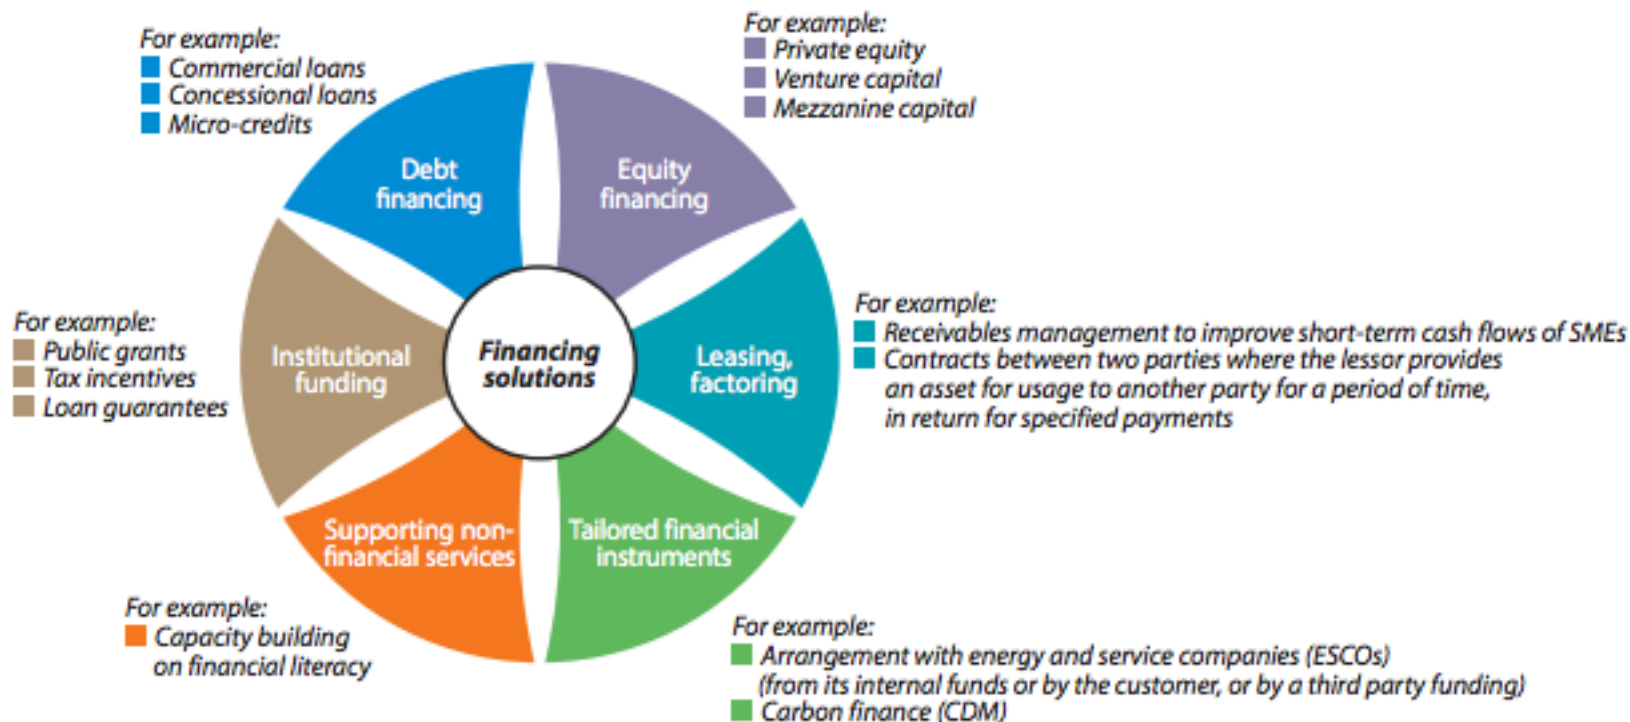 For example:
Commercial loans
Concessional loans
Micro-credits
For example:
Private equity
Venture capital
Mezzanine capital
Debt
financing
Equity
financing
For example:
Public grants
Tax incentives
Loan guarantees
Institutional
funding
Financing
solutions
Leasing,
factoring
For example:
Receivables management to improve short-term cash flows of SMEs
Contracts between two parties where the lessor provides
an asset for usage to another party for a period of time,
in return for specified payments
Supporting non-
financial services
Tailored financial
instruments
For example:
Capacity building
on financial literacy
For example:
Arrangement with energy and service companies (ESCOs)
(from its internal funds or by the customer, or by a third party funding)
Carbon finance (CDM)